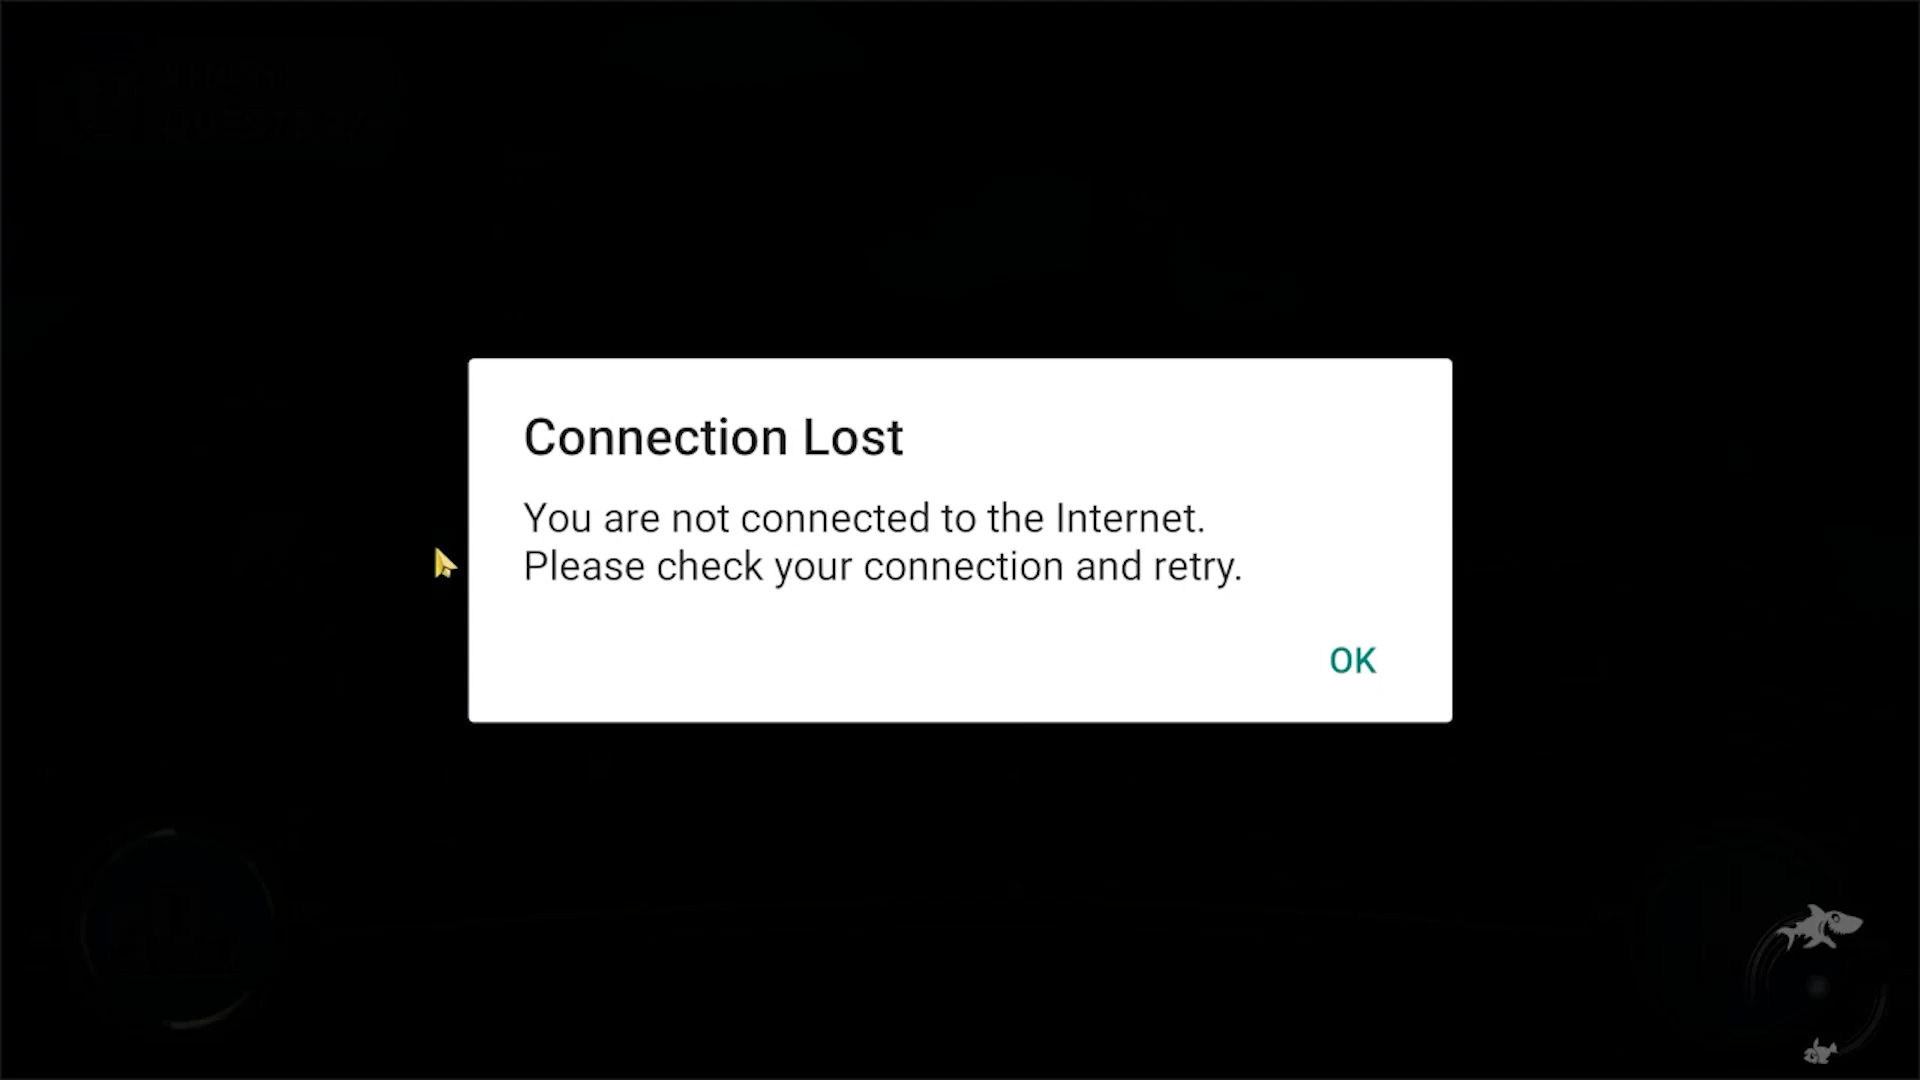 Connection Lost
You are not connected to the Internet.
Please check your connection and retry.
OK